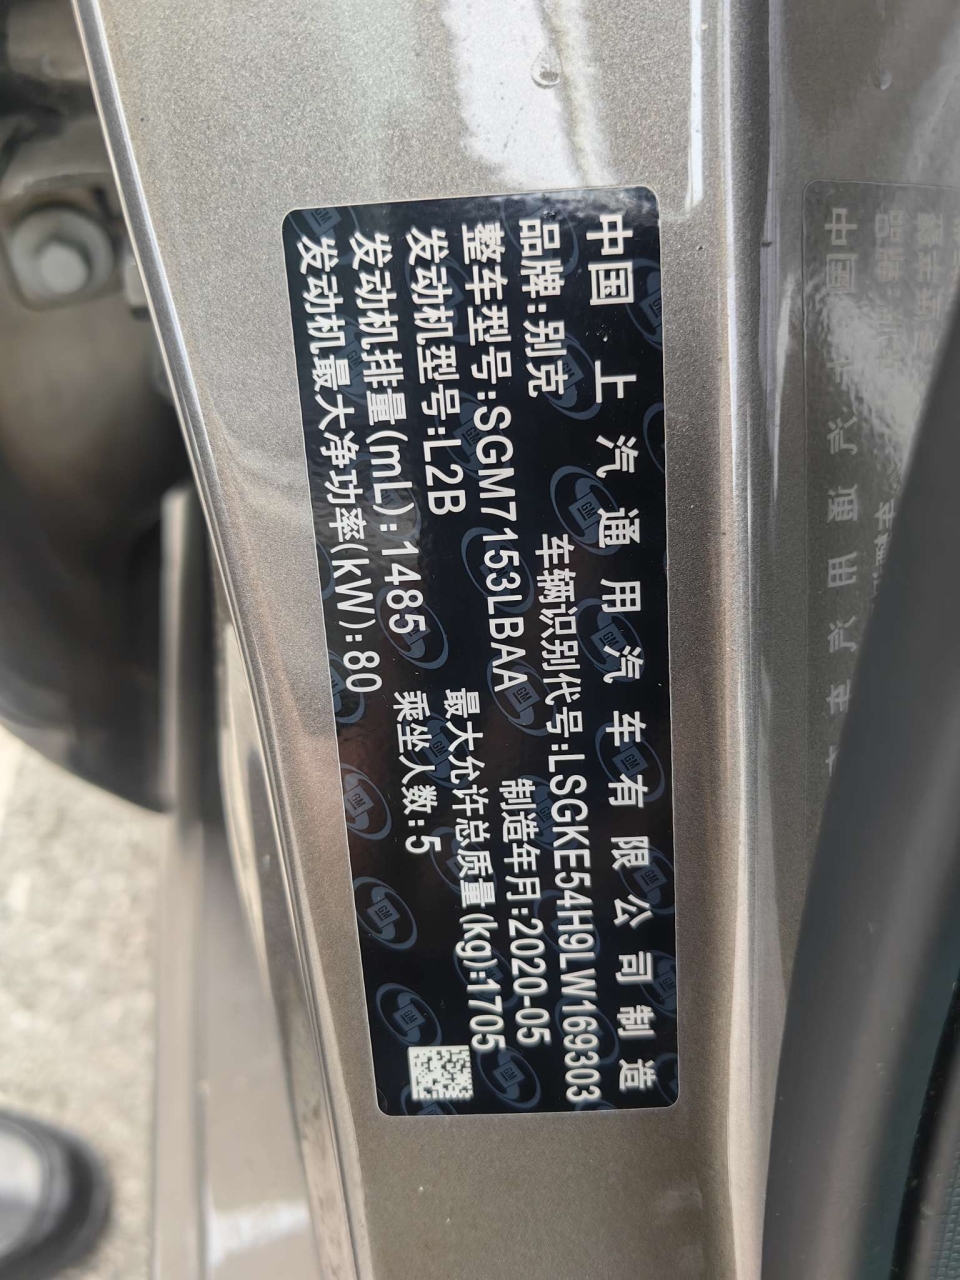 中国 上汽通用汽车有限公司制造
品牌:别克
车辆识别代号:LSGKE54H9LW169303
整车型号:SGM7153LBAA
制造年月:2020-05
发动机型号:L2B
最大允许总质量(kg):1705
发动机排量(mL):1485
乘坐人数:5
发动机最大净功率(kW):80